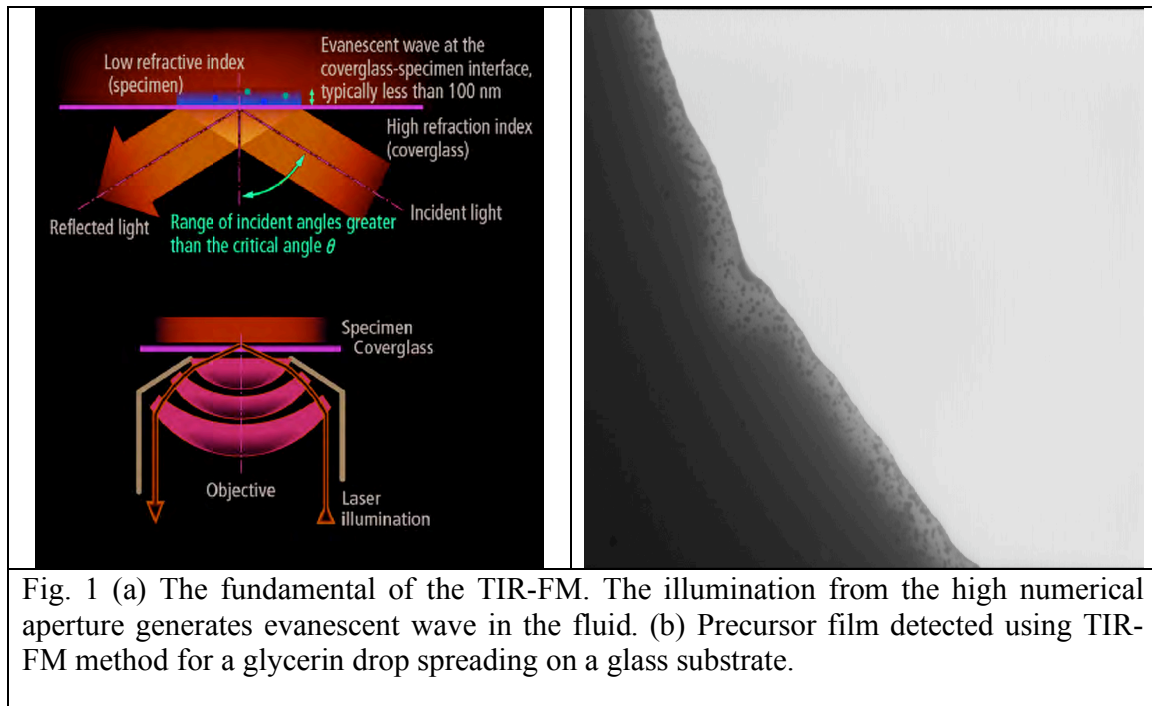 Low refractive index
(specimen)
Evanescent wave at the
coverglass-specimen interface,
typically less than 100 nm
High refraction index
(coverglass)
Reflected light
Range of incident angles greater
than the critical angle θ
Incident light
Specimen
Coverglass
Objective
Laser
illumination
Fig. 1 (a) The fundamental of the TIR-FM. The illumination from the high numerical
aperture generates evanescent wave in the fluid. (b) Precursor film detected using TIR-
FM method for a glycerin drop spreading on a glass substrate.